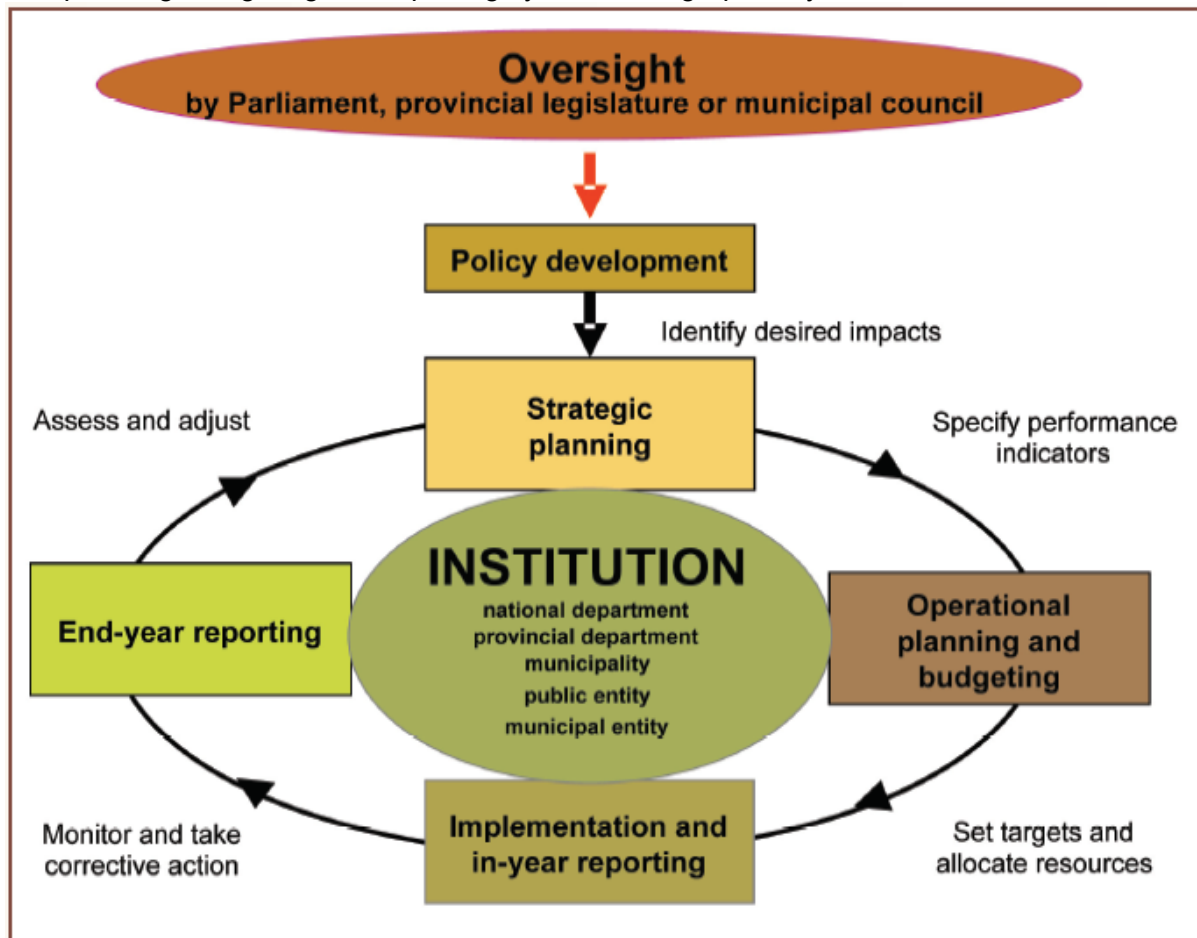 Oversight
by Parliament, provincial legislature or municipal council
Policy development
Identify desired impacts
Strategic
planning
Assess and adjust
Specify performance
indicators
INSTITUTION
national department
provincial department
municipality
public entity
municipal entity
End-year reporting
Operational
planning and
budgeting
Implementation and
in-year reporting
Monitor and take
corrective action
Set targets and
allocate resources